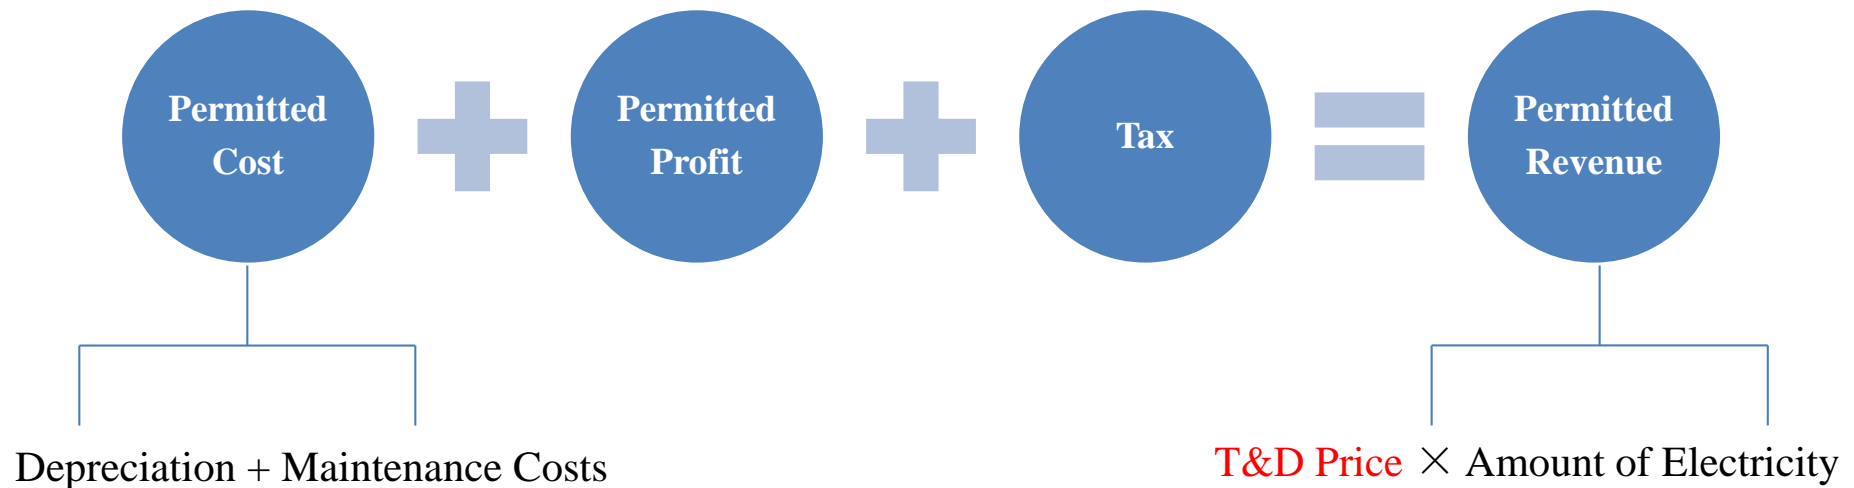 Permitted
Cost
Permitted
Profit
Tax
Permitted
Revenue
Depreciation + Maintenance Costs
T&D Price × Amount of Electricity